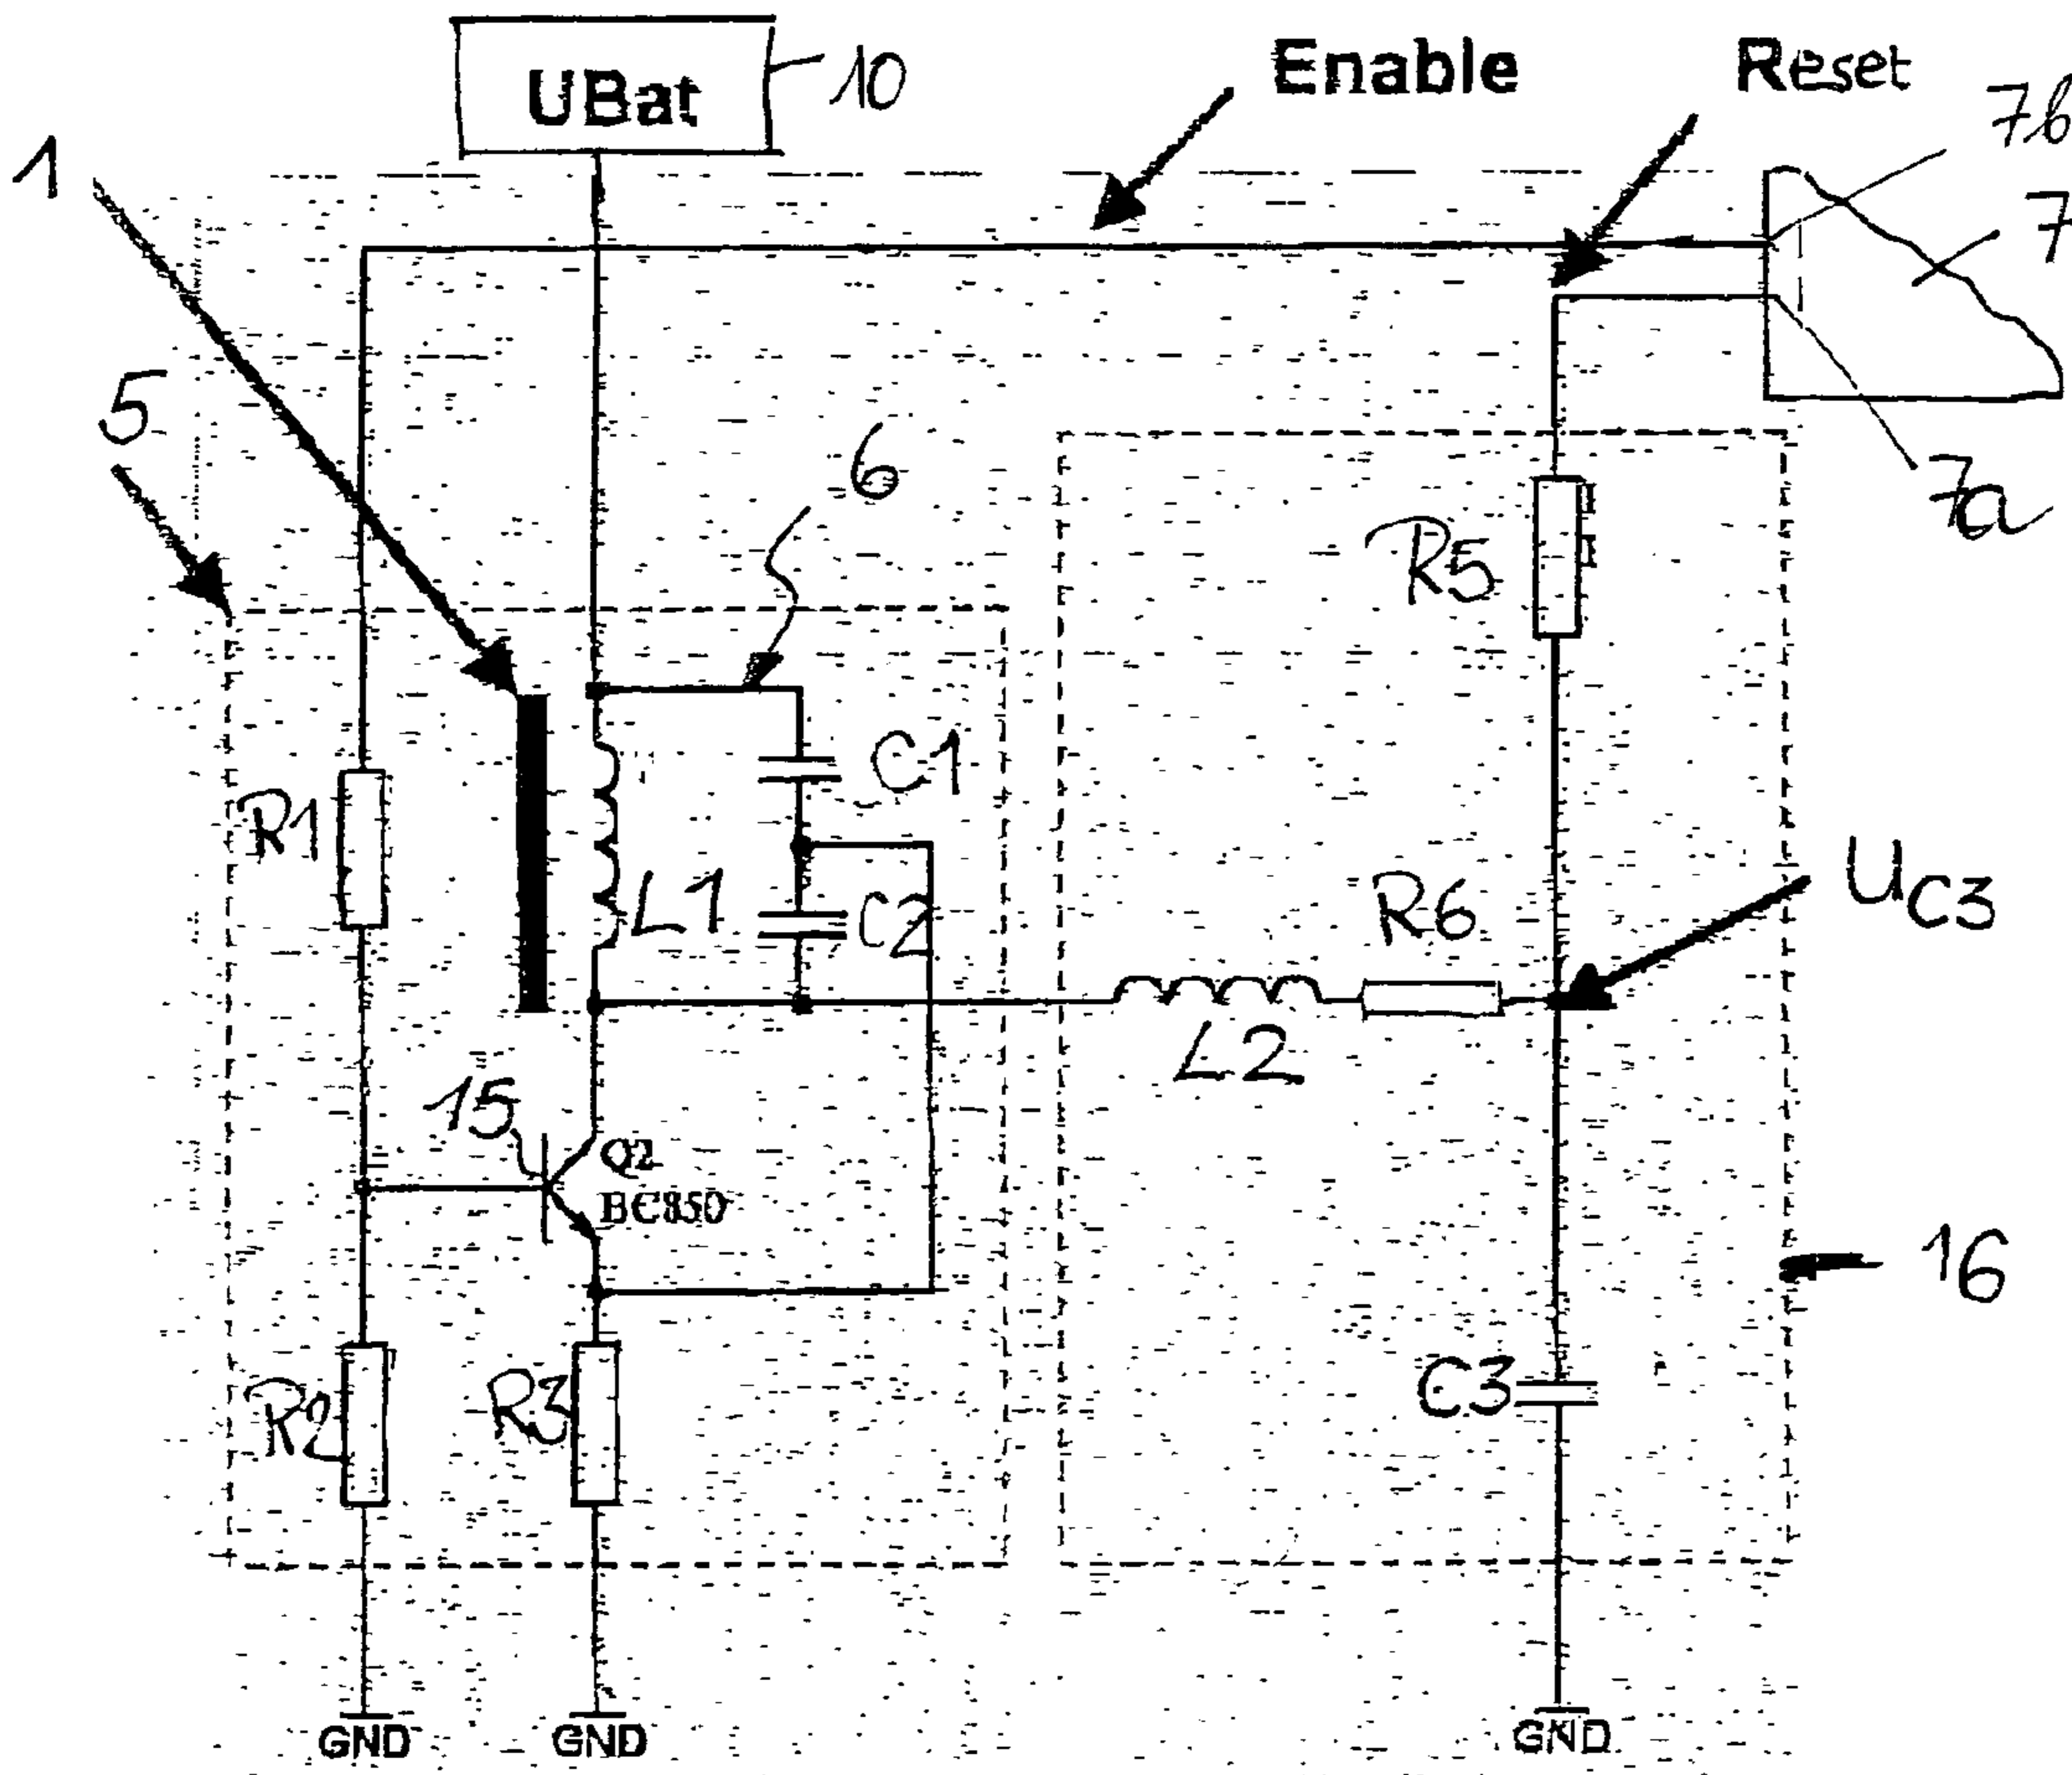 UBat
10
Enable
Reset
7b
1
7
5
6
7a
R5
R1
C1
L1
C2
R6
UC3
L2
15
Q2
BC850
16
R2
R3
C3
GND
GND
GND